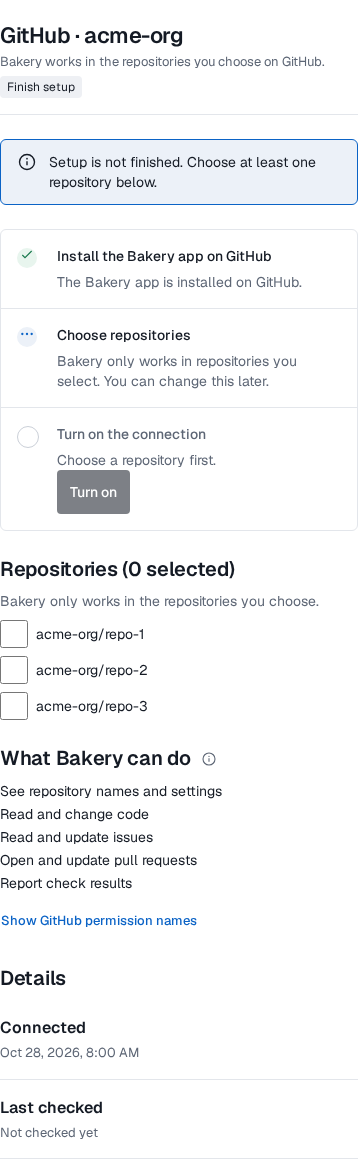 GitHub · acme-org
Bakery works in the repositories you choose on GitHub.
Finish setup
Setup is not finished. Choose at least one
repository below.
Install the Bakery app on GitHub
The Bakery app is installed on GitHub.
Choose repositories
Bakery only works in repositories you
select. You can change this later.
Turn on the connection
Choose a repository first.
Turn on
Repositories (0 selected)
Bakery only works in the repositories you choose.
acme-org/repo-1
acme-org/repo-2
acme-org/repo-3
What Bakery can do
See repository names and settings
Read and change code
Read and update issues
Open and update pull requests
Report check results
Show GitHub permission names
Details
Connected
Oct 28, 2026, 8:00 AM
Last checked
Not checked yet